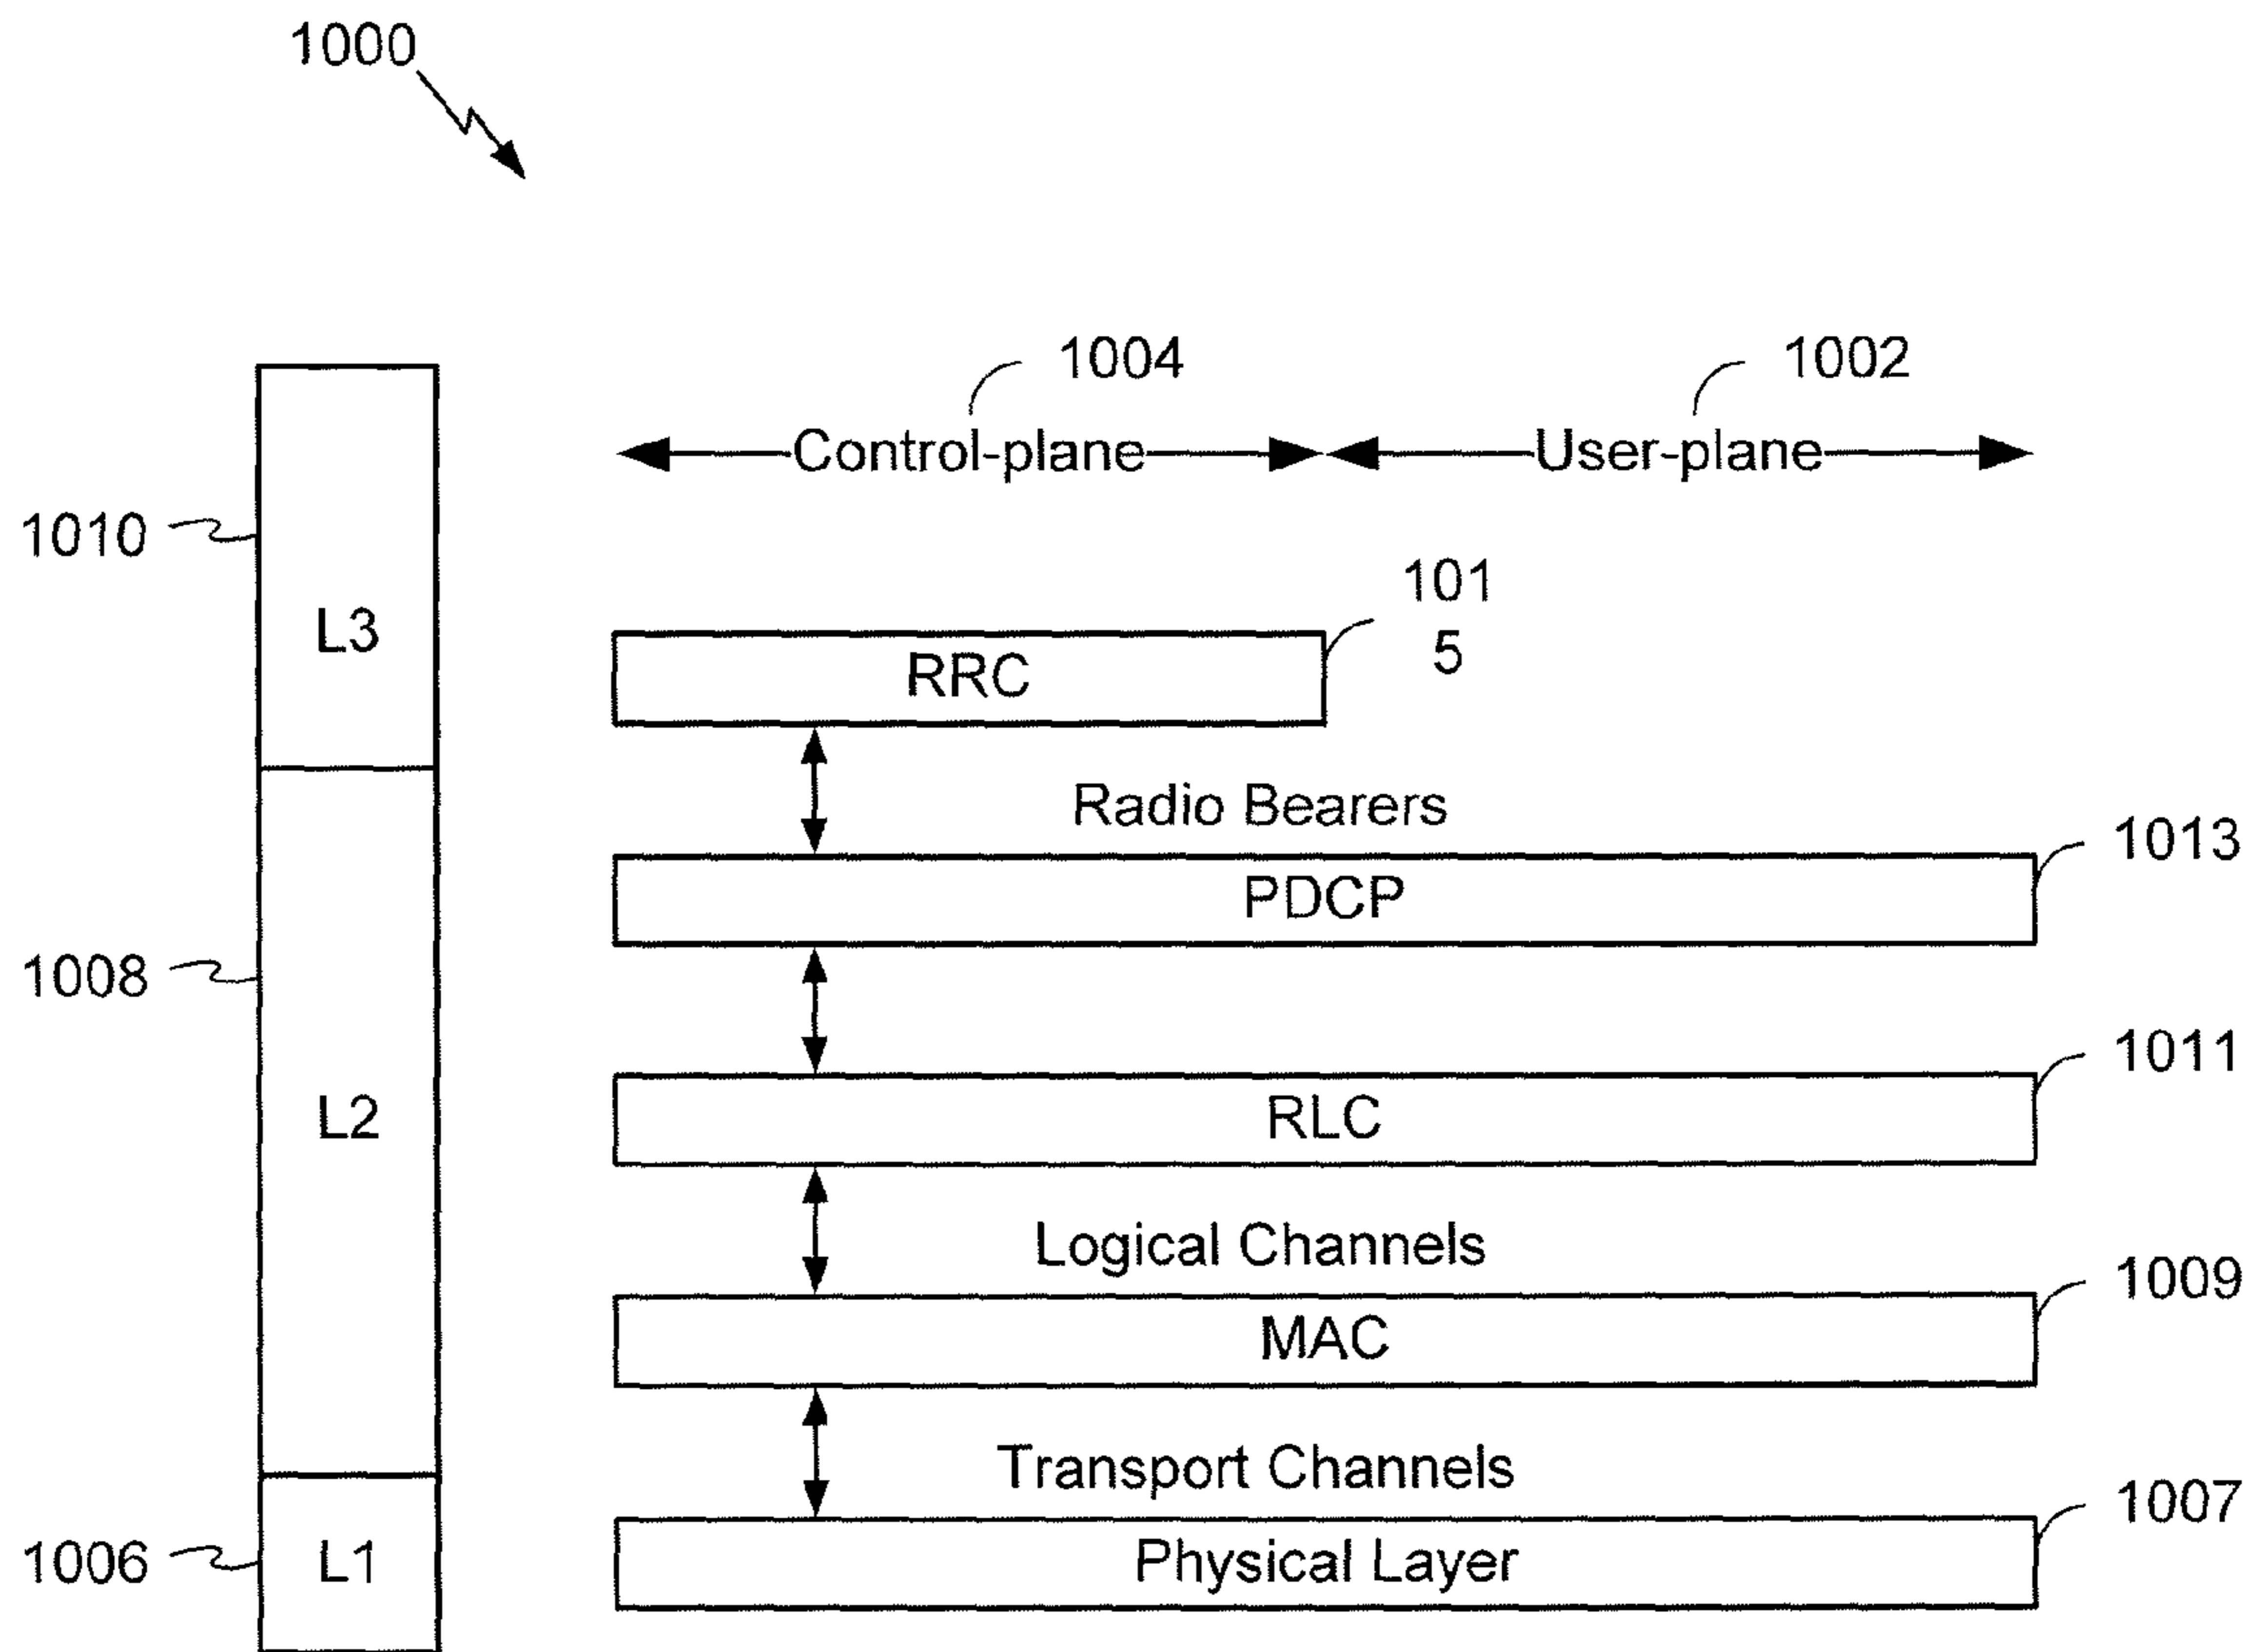 1000
1004
1002
Control-plane
User-plane
1010
L3
101
5
RRC
Radio Bearers
1013
PDCP
1008
L2
1011
RLC
Logical Channels
1009
MAC
Transport Channels
1007
1006
L1
Physical Layer